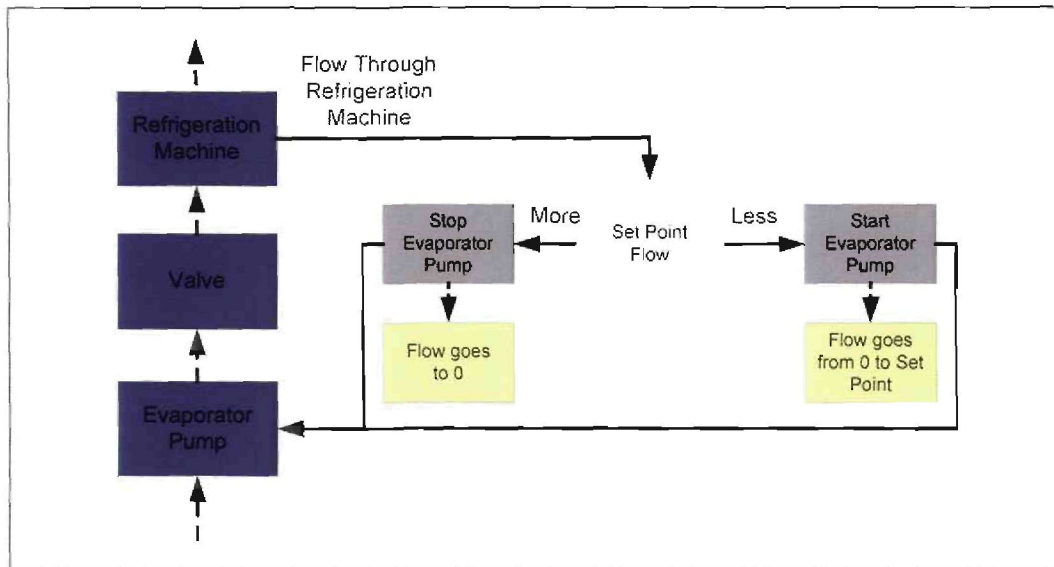 Flow Through
Refrigeration
Machine
Refrigeration
Machine
Stop
Evaporator
Pump
More
Set Point
Flow
Less
Start
Evaporator
Pump
Valve
Flow goes
to 0
Flow goes
from 0 to Set
Point
Evaporator
Pump